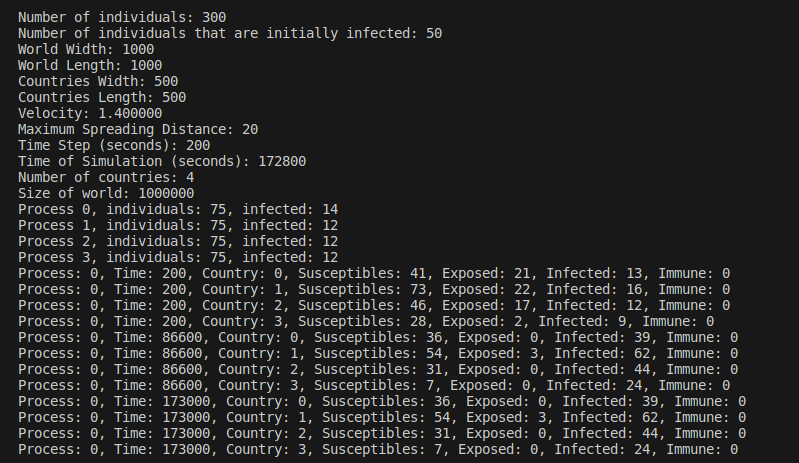 Number of individuals: 300
Number of individuals that are initially infected: 50
World Width: 1000
World Length: 1000
Countries Width: 500
Countries Length: 500
Velocity: 1.400000
Maximum Spreading Distance: 20
Time Step (seconds): 200
Time of Simulation (seconds): 172800
Number of countries: 4
Size of world: 1000000
Process 0, individuals: 75, infected: 14
Process 1, individuals: 75, infected: 12
Process 2, individuals: 75, infected: 12
Process 3, individuals: 75, infected: 12
Process: 0, Time: 200, Country: 0, Susceptibles: 41, Exposed: 21, Infected: 13, Immune: 0
Process: 0, Time: 200, Country: 1, Susceptibles: 73, Exposed: 22, Infected: 16, Immune: 0
Process: 0, Time: 200, Country: 2, Susceptibles: 46, Exposed: 17, Infected: 12, Immune: 0
Process: 0, Time: 200, Country: 3, Susceptibles: 28, Exposed: 2, Infected: 9, Immune: 0
Process: 0, Time: 86600, Country: 0, Susceptibles: 36, Exposed: 0, Infected: 39, Immune: 0
Process: 0, Time: 86600, Country: 1, Susceptibles: 54, Exposed: 3, Infected: 62, Immune: 0
Process: 0, Time: 86600, Country: 2, Susceptibles: 31, Exposed: 0, Infected: 44, Immune: 0
Process: 0, Time: 86600, Country: 3, Susceptibles: 7, Exposed: 0, Infected: 24, Immune: 0
Process: 0, Time: 173000, Country: 0, Susceptibles: 36, Exposed: 0, Infected: 39, Immune: 0
Process: 0, Time: 173000, Country: 1, Susceptibles: 54, Exposed: 3, Infected: 62, Immune: 0
Process: 0, Time: 173000, Country: 2, Susceptibles: 31, Exposed: 0, Infected: 44, Immune: 0
Process: 0, Time: 173000, Country: 3, Susceptibles: 7, Exposed: 0, Infected: 24, Immune: 0